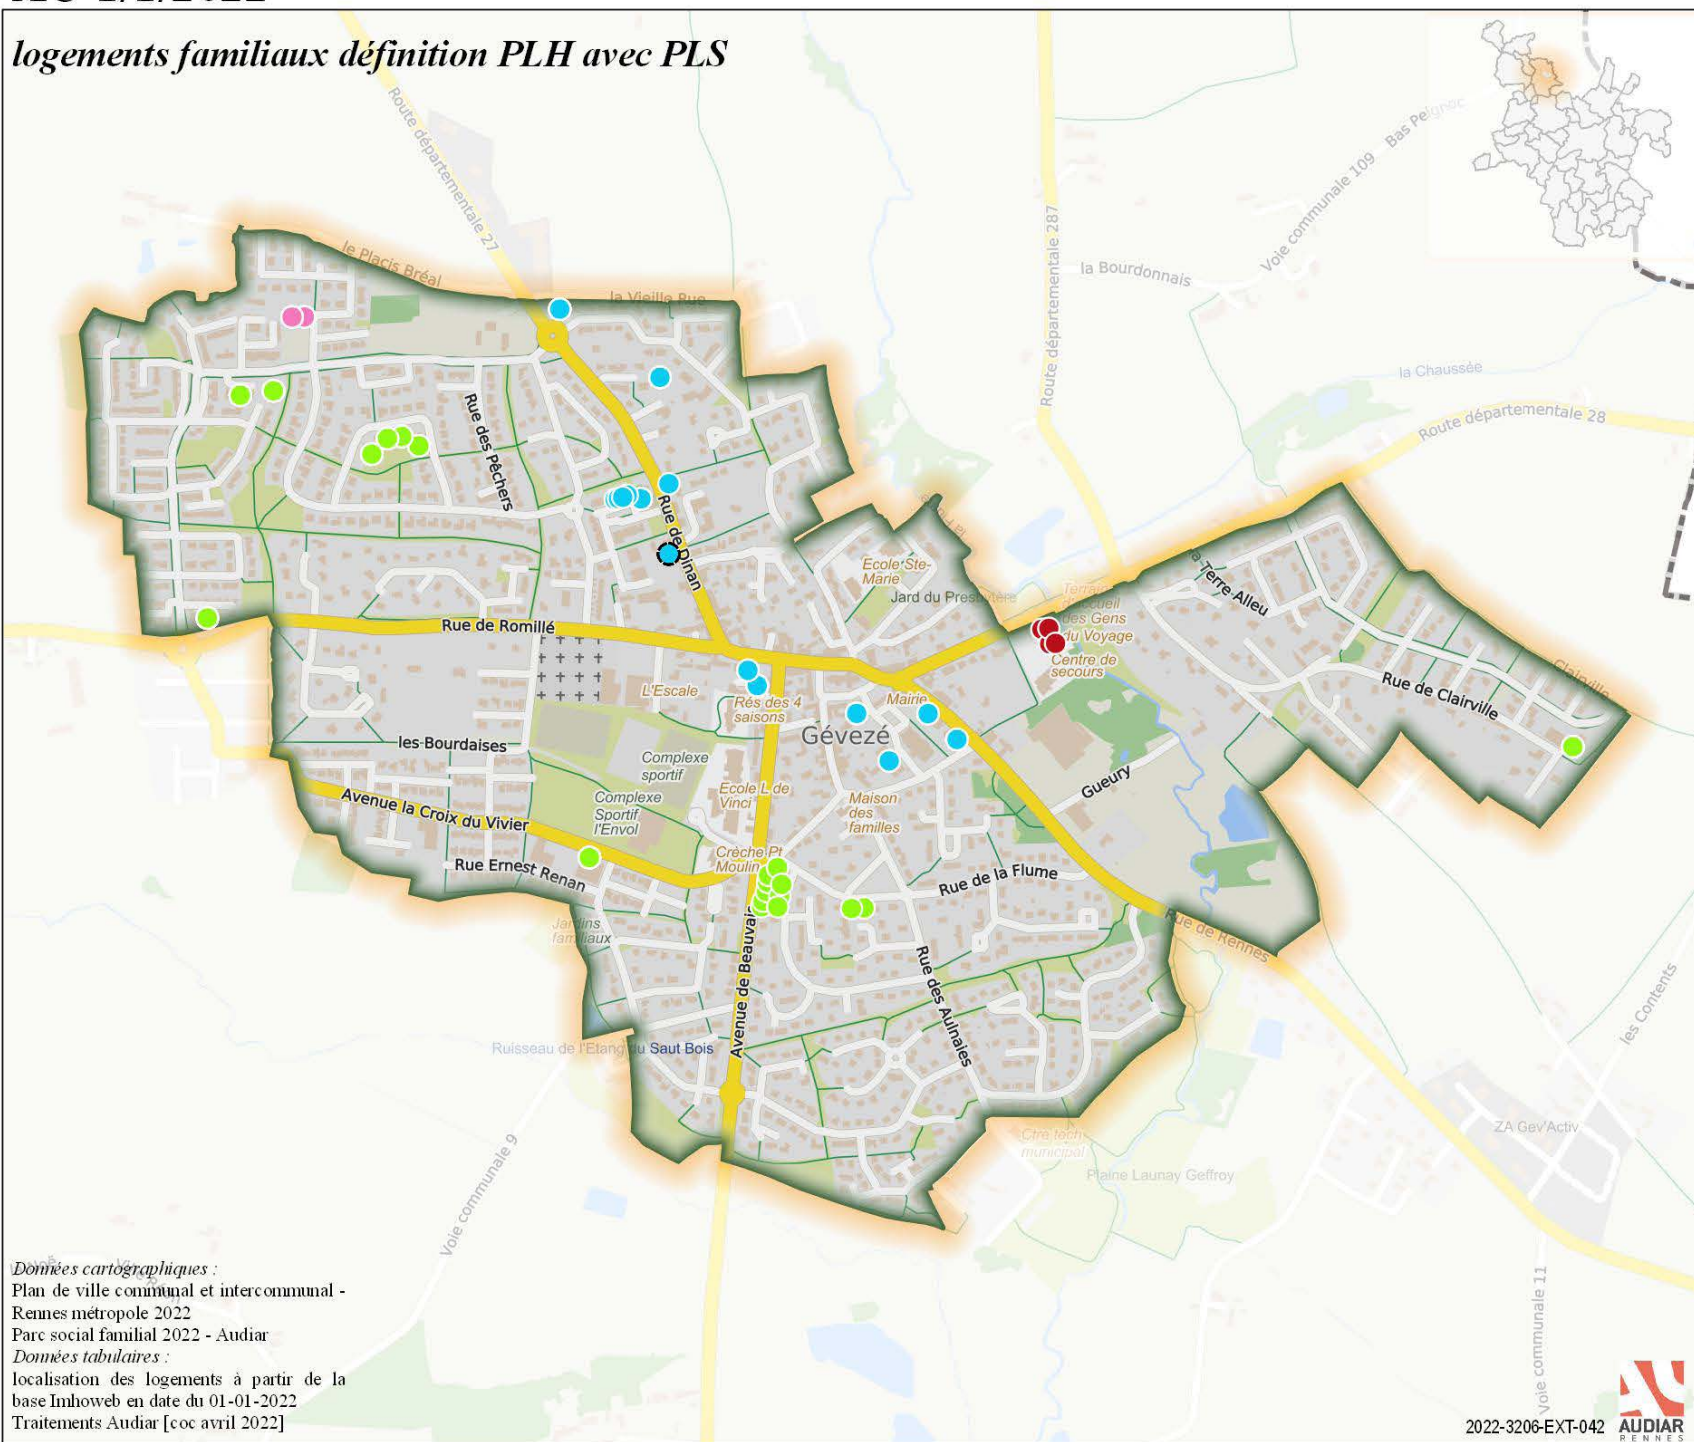 logements familiaux définition PLH avec PLS
Route départementale 27
le Placis Bréal
la Vieille Rue
Route départementale 287
la Bourdonnais
Voie communale 109
Bas Peignoc
la Chaussée
Route départementale 28
Rue des Pêchers
Rue de Dinan
Ecole Ste-
Marie
Jard du Presbytère
Terrain
d'accueil
des Gens
du Voyage
Centre de
secours
la Terre Alleu
Clairville
Rue de Clairville
Rue de Romillé
L'Escale
Rés des 4
saisons
Mairie
Gévezé
les Bourdaises
Complexe
sportif
Complexe
Sportif
l'Envol
Ecole L de
Vinci
Maison
des
familles
Gueury
Avenue la Croix du Vivier
Rue Ernest Renan
Crèche Pt
Moulin
Rue de la Flume
Jardins
familiaux
Avenue de Beauvais
Rue des Aulnaies
Rue de Rennes
les Contents
Ruisseau de l'Etang du Saut Bois
Voie communale 9
Ctre tech
municipal
Plaine Launay Geffroy
ZA Gev'Activ
Voie communale 11
Données cartographiques :
Plan de ville communal et intercommunal -
Rennes métropole 2022
Parc social familial 2022 - Audiar
Données tabulaires :
localisation des logements à partir de la
base Imhoweb en date du 01-01-2022
Traitements Audiar [coc avril 2022]
2022-3206-EXT-042
AUDIAR
RENNES